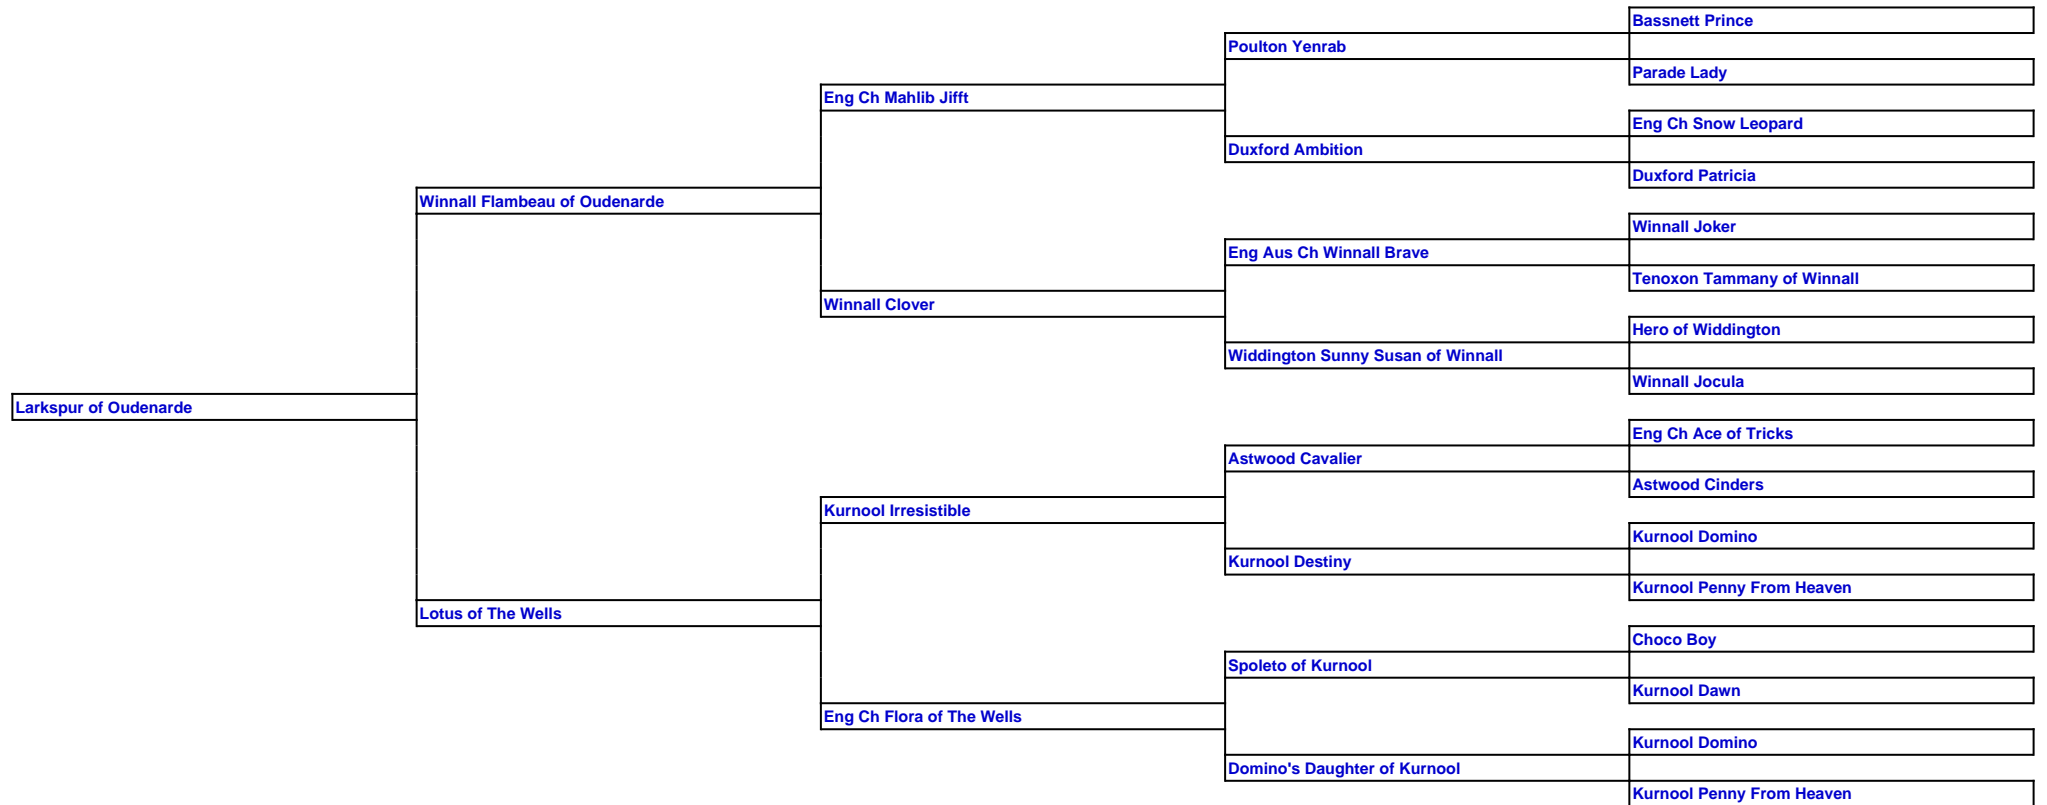 Bassnett Prince
Poulton Yenrab
Parade Lady
Eng Ch Mahlib Jifft
Eng Ch Snow Leopard
Duxford Ambition
Duxford Patricia
Winnall Flambeau of Oudenarde
Winnall Joker
Eng Aus Ch Winnall Brave
Tenoxon Tammany of Winnall
Winnall Clover
Hero of Widdington
Widdington Sunny Susan of Winnall
Winnall Jocula
Larkspur of Oudenarde
Eng Ch Ace of Tricks
Astwood Cavalier
Astwood Cinders
Kurnool Irresistible
Kurnool Domino
Kurnool Destiny
Kurnool Penny From Heaven
Lotus of The Wells
Choco Boy
Spoleto of Kurnool
Kurnool Dawn
Eng Ch Flora of The Wells
Kurnool Domino
Domino's Daughter of Kurnool
Kurnool Penny From Heaven